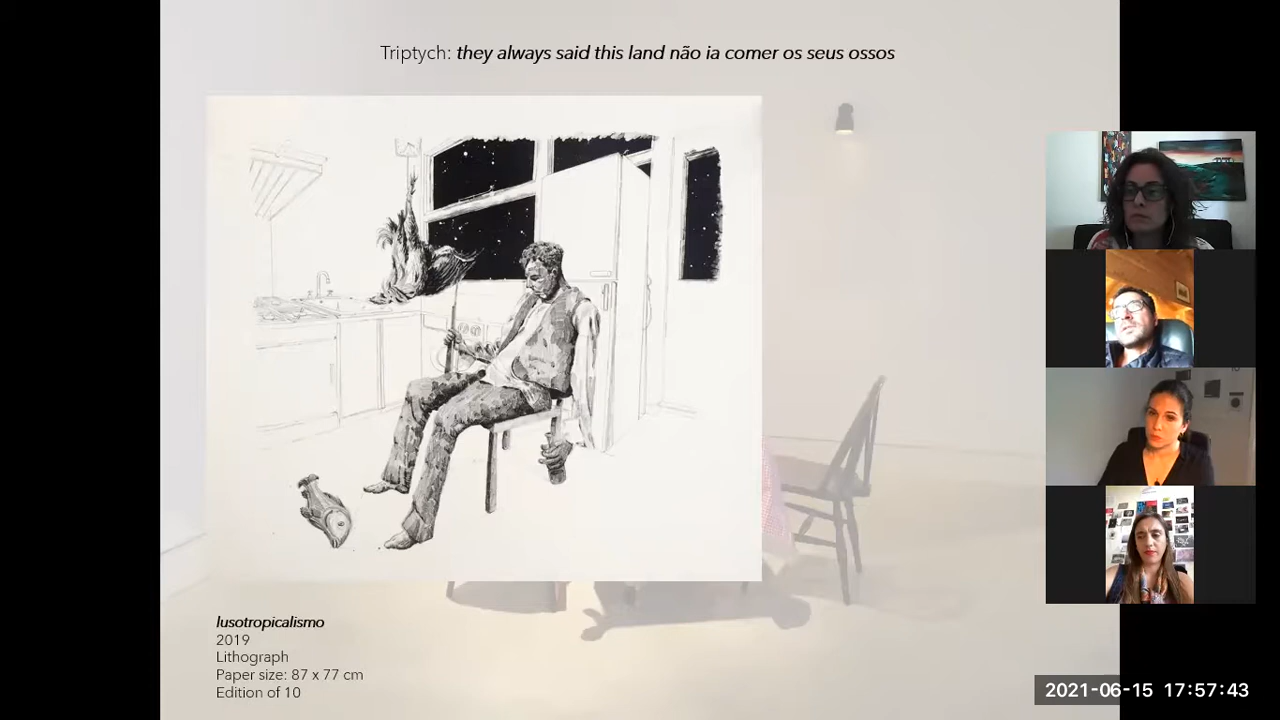 Triptych: they always said this land não ia comer os seus ossos
lusotropicalismo
2019
Lithograph
Paper size: 87 x 77 cm
Edition of 10
2021-06-15 17:57:43